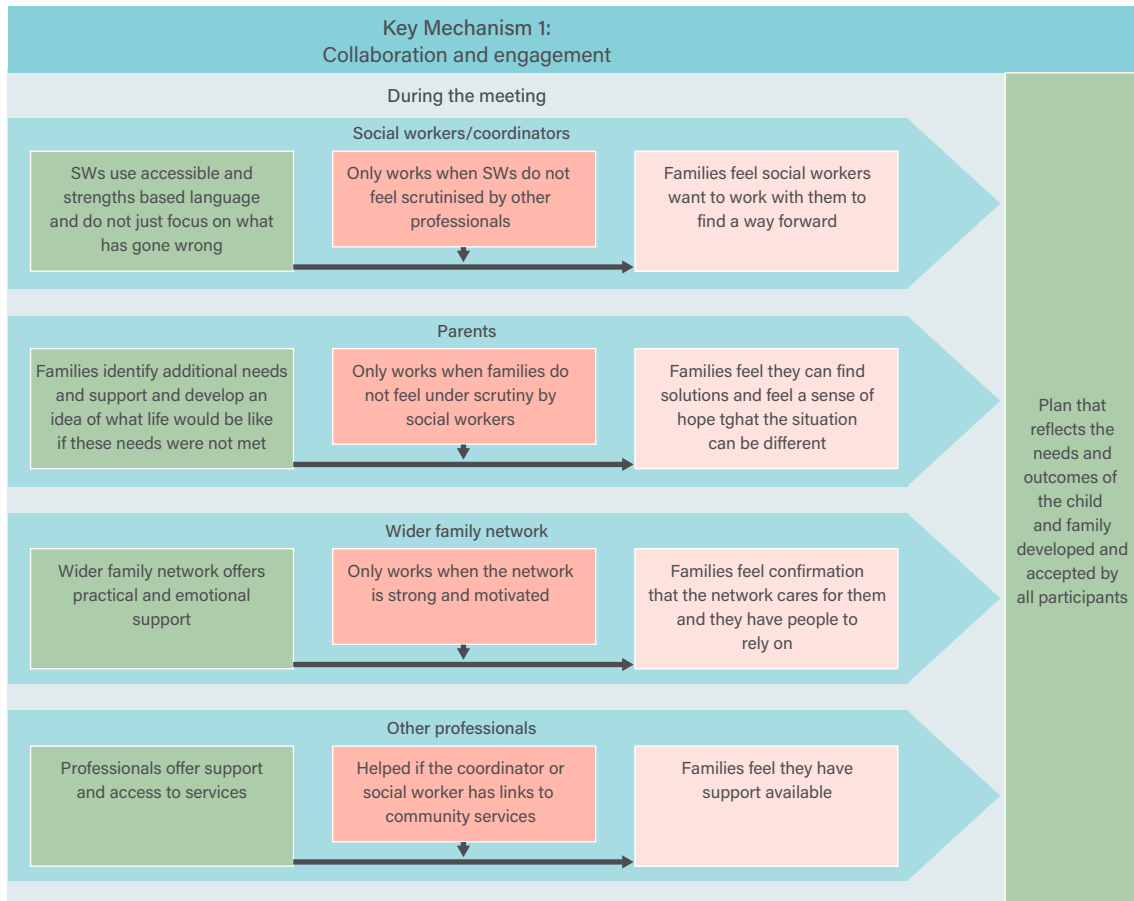 Key Mechanism 1:
Collaboration and engagement
During the meeting
Social workers/coordinators
SWs use accessible and
strengths based language
and do not just focus on what
has gone wrong
Only works when SWs do not
feel scrutinised by other
professionals
Families feel social workers
want to work with them to
find a way forward
Parents
Families identify additional needs
and support and develop an
idea of what life would be like
if these needs were not met
Only works when families do
not feel under scrutiny by
social workers
Families feel they can find
solutions and feel a sense of
hope tghat the situation
can be different
Wider family network
Wider family network offers
practical and emotional
support
Only works when the network
is strong and motivated
Families feel confirmation
that the network cares for them
and they have people to
rely on
Other professionals
Professionals offer support
and access to services
Helped if the coordinator or
social worker has links to
community services
Families feel they have
support available
Plan that
reflects the
needs and
outcomes of
the child
and family
developed and
accepted by
all participants